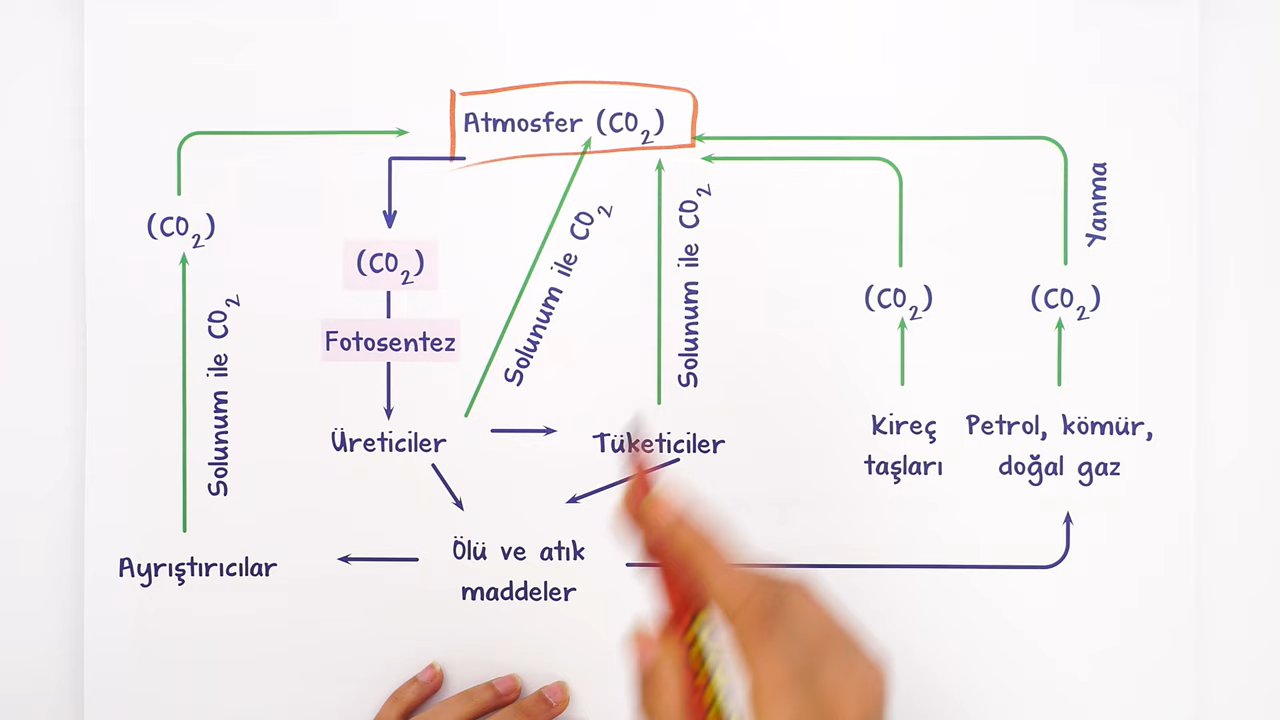 Atmosfer (CO₂)
(CO₂)
Solunum ile CO₂
(CO₂)
Fotosentez
Solunum ile CO₂
Solunum ile CO₂
(CO₂)
(CO₂)
Yanma
Üreticiler
Tüketiciler
Kireç
taşları
Petrol, kömür,
doğal gaz
Ayrıştırıcılar
Ölü ve atık
maddeler